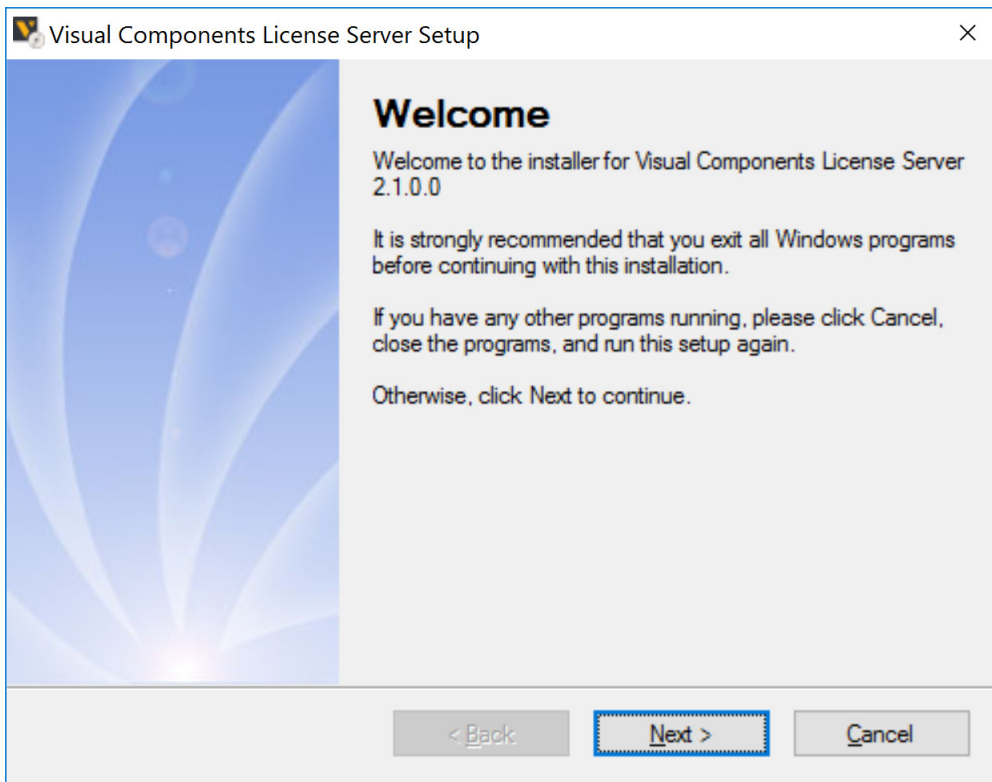 Visual Components License Server Setup
Welcome
Welcome to the installer for Visual Components License Server
2.1.0.0
It is strongly recommended that you exit all Windows programs
before continuing with this installation.
If you have any other programs running, please click Cancel,
close the programs, and run this setup again.
Otherwise, click Next to continue.
< Back
Next >
Cancel